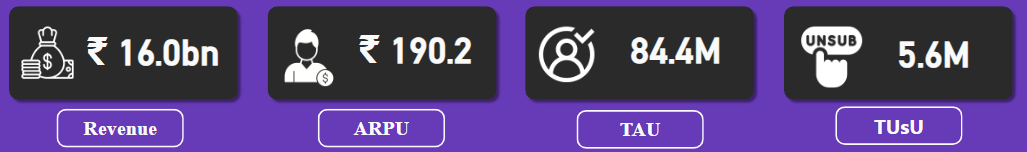 ₹ 16.0bn
₹ 190.2
84.4M
UNSUB
5.6M
Revenue
ARPU
TAU
TUsU